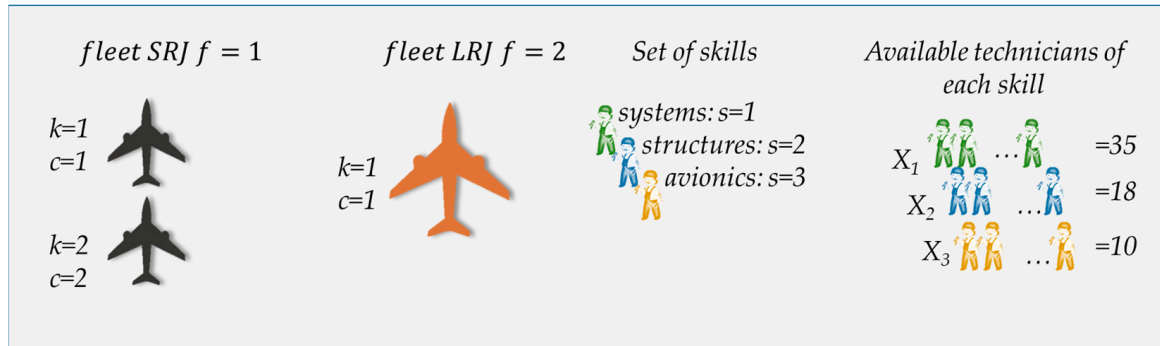 fleet SRJ f = 1
k=1
c=1
k=2
c=2
fleet LRJ f = 2
k=1
c=1
Set of skills
systems: s=1
structures: s=2
avionics: s=3
Available technicians of
each skill
X₁ … =35
X₂ … =18
X₃ … =10